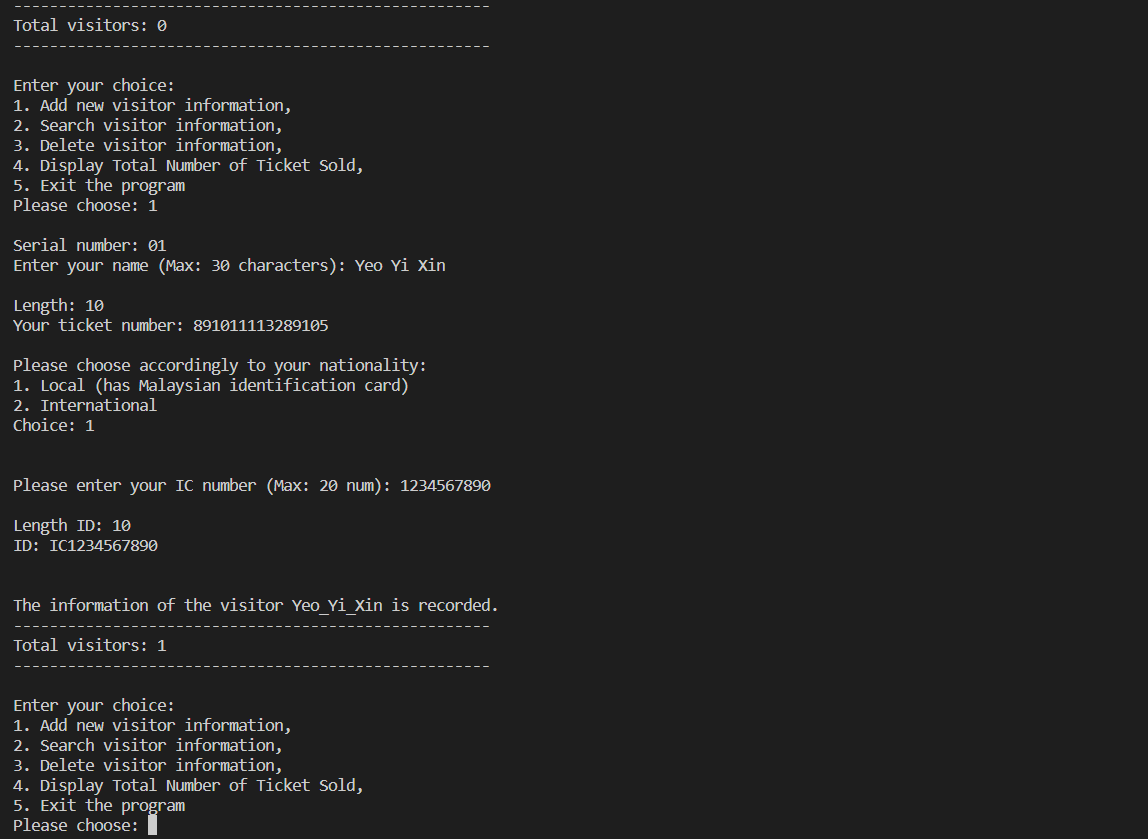 -----------------------------------------------------
Total visitors: 0
-----------------------------------------------------
Enter your choice:
1. Add new visitor information,
2. Search visitor information,
3. Delete visitor information,
4. Display Total Number of Ticket Sold,
5. Exit the program
Please choose: 1
Serial number: 01
Enter your name (Max: 30 characters): Yeo Yi Xin
Length: 10
Your ticket number: 891011113289105
Please choose accordingly to your nationality:
1. Local (has Malaysian identification card)
2. International
Choice: 1
Please enter your IC number (Max: 20 num): 1234567890
Length ID: 10
ID: IC1234567890
The information of the visitor Yeo_Yi_Xin is recorded.
-----------------------------------------------------
Total visitors: 1
-----------------------------------------------------
Enter your choice:
1. Add new visitor information,
2. Search visitor information,
3. Delete visitor information,
4. Display Total Number of Ticket Sold,
5. Exit the program
Please choose: